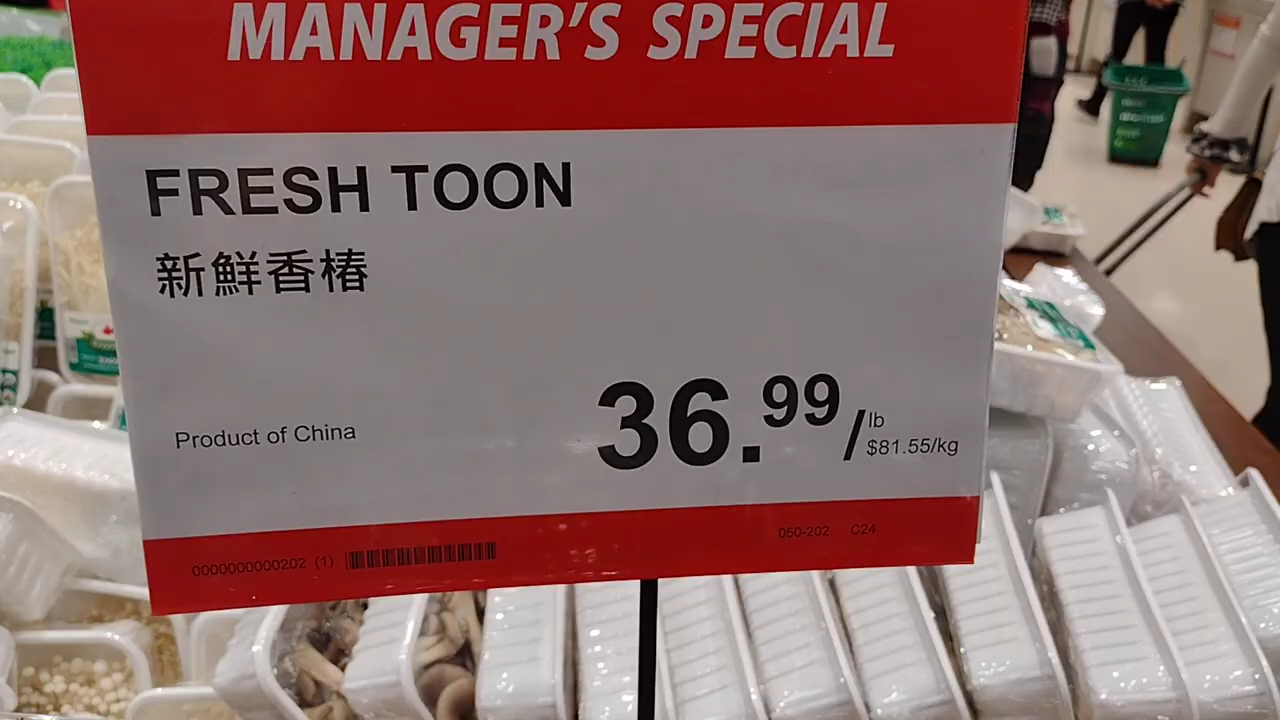 MANAGER'S SPECIAL
FRESH TOON
新鮮香椿
Product of China
36.99/lb
$81.55/kg
050-202 C24
0000000000202 (1)